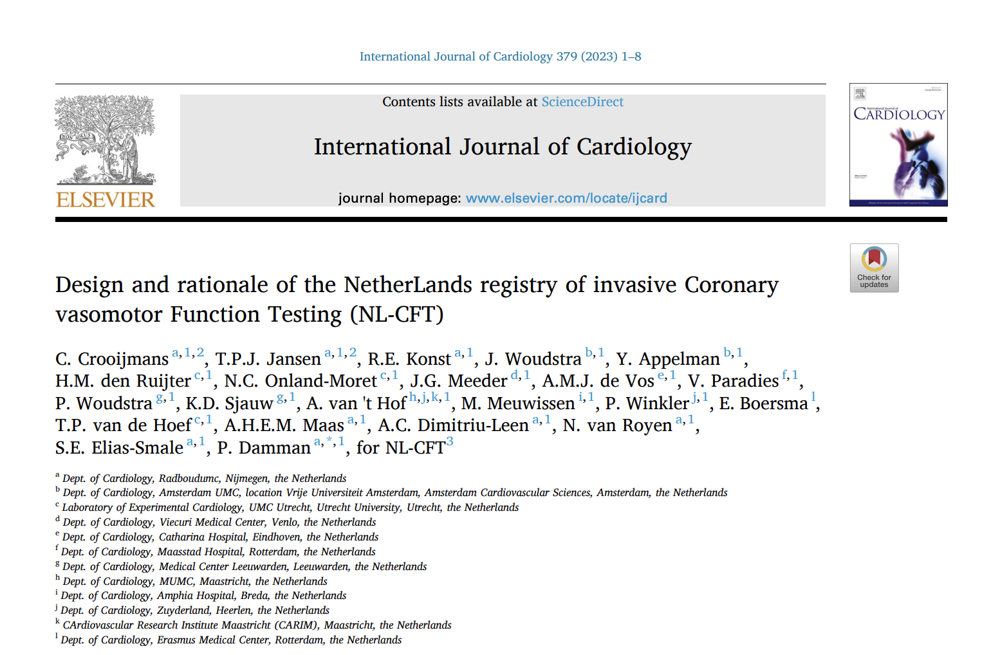 International Journal of Cardiology 379 (2023) 1–8
Contents lists available at ScienceDirect
International Journal of Cardiology
journal homepage: www.elsevier.com/locate/ijcard
NON SOLUS
ELSEVIER
International Journal of
CARDIOLOGY
Check for
updates
Design and rationale of the NetherLands registry of invasive Coronary
vasomotor Function Testing (NL-CFT)
C. Crooijmans a,1,2, T.P.J. Jansen a,1,2, R.E. Konst a,1, J. Woudstra b,1, Y. Appelman b,1,
H.M. den Ruijter c,1, N.C. Onland-Moret c,1, J.G. Meeder d,1, A.M.J. de Vos e,1, V. Paradies f,1,
P. Woudstra g,1, K.D. Sjauw g,1, A. van 't Hof h,j,k,1, M. Meuwissen i,1, P. Winkler j,1, E. Boersma l,
T.P. van de Hoef c,1, A.H.E.M. Maas a,1, A.C. Dimitriu-Leen a,1, N. van Royen a,1,
S.E. Elias-Smale a,1, P. Damman a,*,1, for NL-CFT3
a Dept. of Cardiology, Radboudumc, Nijmegen, the Netherlands
b Dept. of Cardiology, Amsterdam UMC, location Vrije Universiteit Amsterdam, Amsterdam Cardiovascular Sciences, Amsterdam, the Netherlands
c Laboratory of Experimental Cardiology, UMC Utrecht, Utrecht University, Utrecht, the Netherlands
d Dept. of Cardiology, Viecuri Medical Center, Venlo, the Netherlands
e Dept. of Cardiology, Catharina Hospital, Eindhoven, the Netherlands
f Dept. of Cardiology, Maasstad Hospital, Rotterdam, the Netherlands
g Dept. of Cardiology, Medical Center Leeuwarden, Leeuwarden, the Netherlands
h Dept. of Cardiology, MUMC, Maastricht, the Netherlands
i Dept. of Cardiology, Amphia Hospital, Breda, the Netherlands
j Dept. of Cardiology, Zuyderland, Heerlen, the Netherlands
k CArdiovascular Research Institute Maastricht (CARIM), Maastricht, the Netherlands
l Dept. of Cardiology, Erasmus Medical Center, Rotterdam, the Netherlands